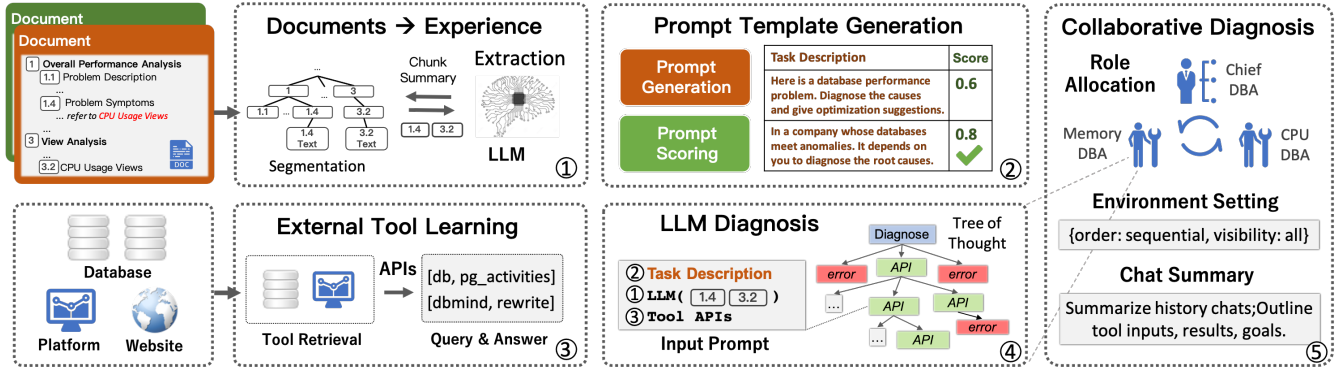 Document
Document
1 Overall Performance Analysis
1.1 Problem Description
...
1.4 Problem Symptoms
... refer to CPU Usage Views
...
3 View Analysis
...
3.2 CPU Usage Views
DOC
Documents → Experience
...
1 ... 3
1.1 ... 1.4 3.2
1.4 Text
3.2 Text
Segmentation
Chunk
Summary
1.4 3.2
Extraction
LLM
①
Prompt Template Generation
Prompt
Generation
Prompt
Scoring
Task Description Score
Here is a database performance
problem. Diagnose the causes
and give optimization suggestions.
0.6
In a company whose databases
meet anomalies. It depends on
you to diagnose the root causes.
0.8
②
Database
Platform
Website
External Tool Learning
Tool Retrieval
APIs
[db, pg_activities]
[dbmind, rewrite]
Query & Answer
③
LLM Diagnosis
② Task Description
① LLM( 1.4 3.2 )
③ Tool APIs
Input Prompt
Tree of
Thought
Diagnose
error API error
... API API
... API error
④
Collaborative Diagnosis
Role
Allocation
Chief
DBA
Memory
DBA
CPU
DBA
Environment Setting
{order: sequential, visibility: all}
Chat Summary
Summarize history chats;Outline
tool inputs, results, goals.
⑤